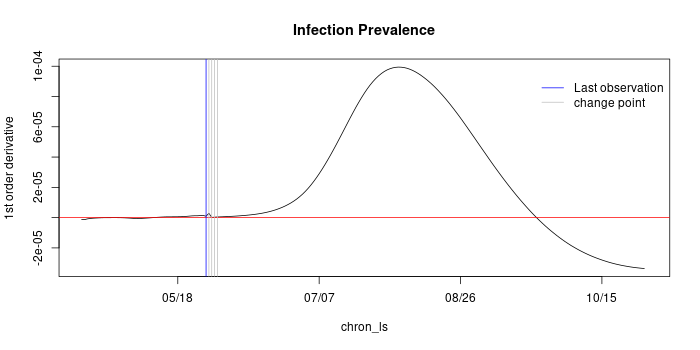 Infection Prevalence
1st order derivative
1e-04
6e-05
2e-05
-2e-05
Last observation
change point
05/18
07/07
08/26
10/15
chron_ls